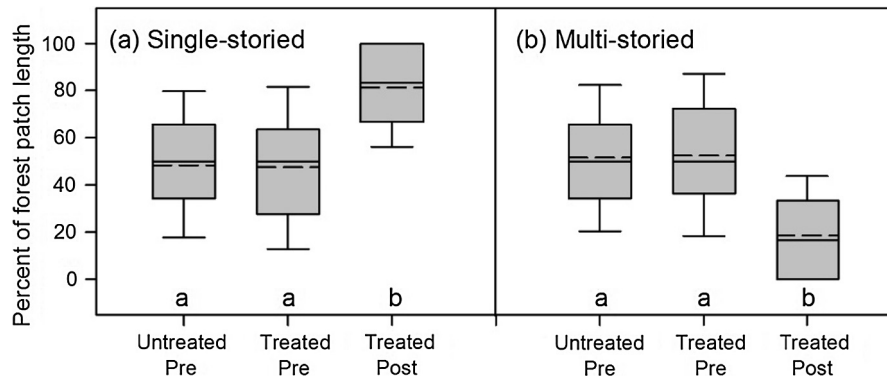 Percent of forest patch length
100
80
60
40
20
0
(a) Single-storied
a
a
b
Untreated
Pre
Treated
Pre
Treated
Post
(b) Multi-storied
a
a
b
Untreated
Pre
Treated
Pre
Treated
Post